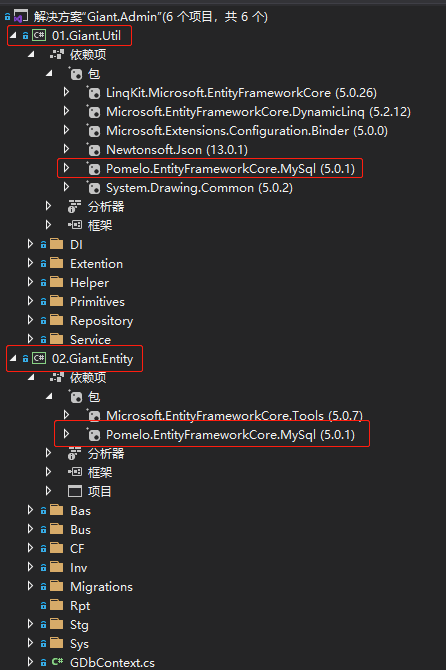 解决方案"Giant.Admin"(6 个项目，共 6 个)
01.Giant.Util
依赖项
包
LinqKit.Microsoft.EntityFrameworkCore (5.0.26)
Microsoft.EntityFrameworkCore.DynamicLinq (5.2.12)
Microsoft.Extensions.Configuration.Binder (5.0.0)
Newtonsoft.Json (13.0.1)
Pomelo.EntityFrameworkCore.MySql (5.0.1)
System.Drawing.Common (5.0.2)
分析器
框架
DI
Extention
Helper
Primitives
Repository
Service
02.Giant.Entity
依赖项
包
Microsoft.EntityFrameworkCore.Tools (5.0.7)
Pomelo.EntityFrameworkCore.MySql (5.0.1)
分析器
框架
项目
Bas
Bus
CF
Inv
Migrations
Rpt
Stg
Sys
GDbContext.cs